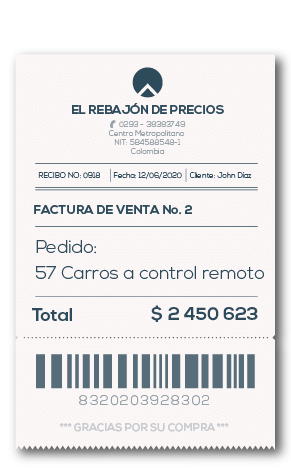 EL REBAJÓN DE PRECIOS
0293 - 38383749
Centro Metropolitano
NIT: 584588548-1
Colombia
RECIBO NO: 0918 Fecha: 12/06/2020 Cliente: John Díaz
FACTURA DE VENTA No. 2
Pedido:
57 Carros a control remoto
Total $ 2 450 623
8320203928302
*** GRACIAS POR SU COMPRA ***